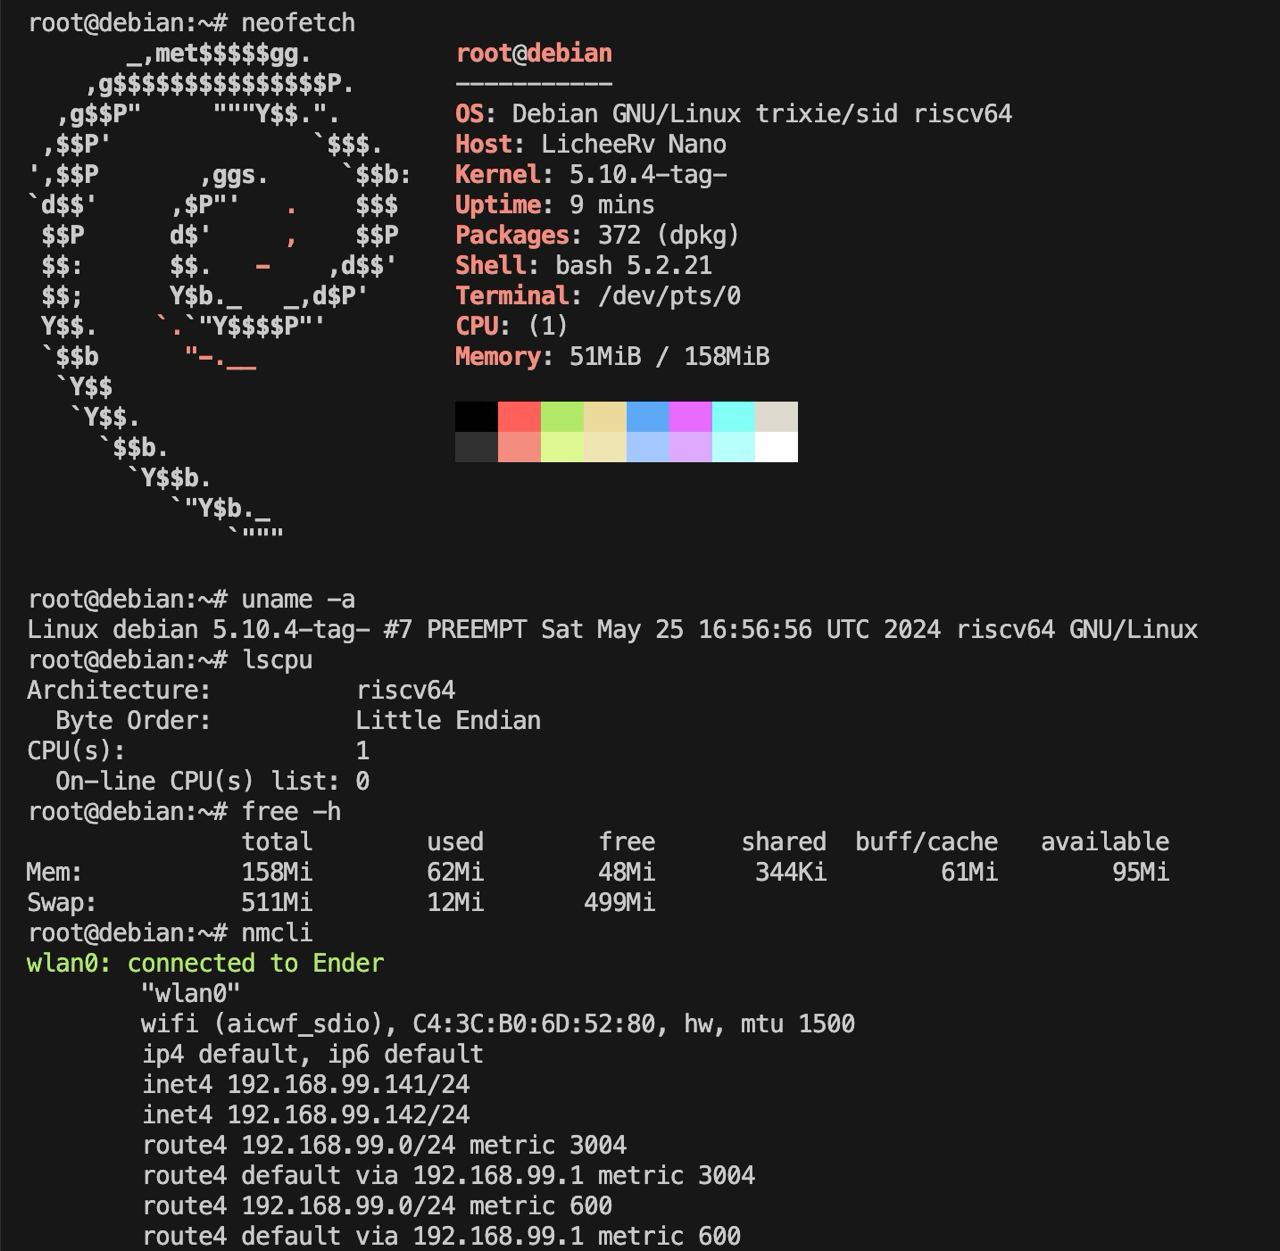 root@debian:~# neofetch
       _,met$$$$$gg.          root@debian
    ,g$$$$$$$$$$$$$$$P.       -----------
  ,g$$P"     """Y$$.".        OS: Debian GNU/Linux trixie/sid riscv64
 ,$$P'              `$$$.     Host: LicheeRv Nano
',$$P       ,ggs.     `$$b:   Kernel: 5.10.4-tag-
`d$$'     ,$P"'   .    $$$    Uptime: 9 mins
 $$P      d$'     ,    $$P    Packages: 372 (dpkg)
 $$:      $$.   -    ,d$$'    Shell: bash 5.2.21
 $$;      Y$b._   _,d$P'      Terminal: /dev/pts/0
 Y$$.    `.`"Y$$$$P"'         CPU: (1)
 `$$b      "-.__              Memory: 51MiB / 158MiB
  `Y$$
   `Y$$.
     `$$b.
       `Y$$b.
          `"Y$b._
              `"""
root@debian:~# uname -a
Linux debian 5.10.4-tag- #7 PREEMPT Sat May 25 16:56:56 UTC 2024 riscv64 GNU/Linux
root@debian:~# lscpu
Architecture:          riscv64
  Byte Order:          Little Endian
CPU(s):                1
  On-line CPU(s) list: 0
root@debian:~# free -h
               total        used        free      shared  buff/cache   available
Mem:           158Mi        62Mi        48Mi       344Ki        61Mi        95Mi
Swap:          511Mi        12Mi       499Mi
root@debian:~# nmcli
wlan0: connected to Ender
        "wlan0"
        wifi (aicwf_sdio), C4:3C:B0:6D:52:80, hw, mtu 1500
        ip4 default, ip6 default
        inet4 192.168.99.141/24
        inet4 192.168.99.142/24
        route4 192.168.99.0/24 metric 3004
        route4 default via 192.168.99.1 metric 3004
        route4 192.168.99.0/24 metric 600
        route4 default via 192.168.99.1 metric 600